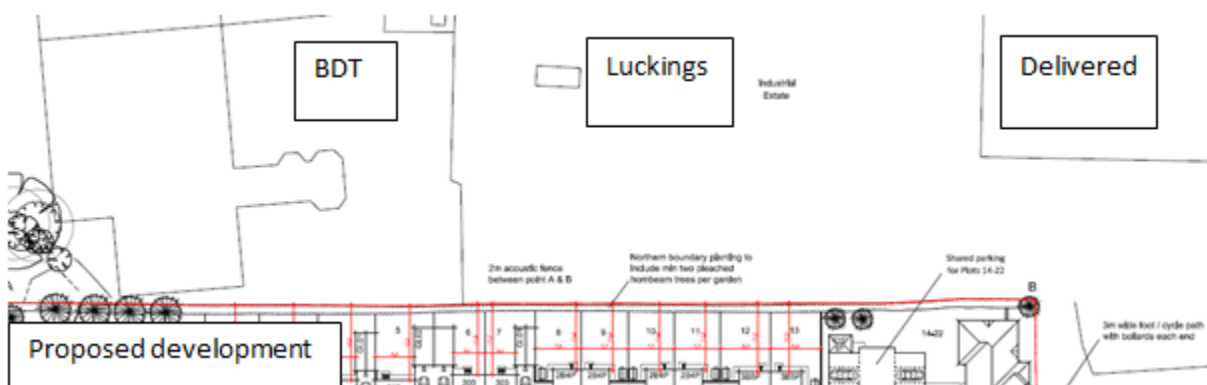 BDT
Luckings
Delivered
Industrial
Estate
2m acoustic fence
between point A & B
Northern boundary planting to
include min two pleached
hornbeam trees per garden
Shared parking
for Plots 14-22
B
3m wide foot / cycle path
with bollards each end
Proposed development
5
6
7
8
9
10
11
12
13
14-22